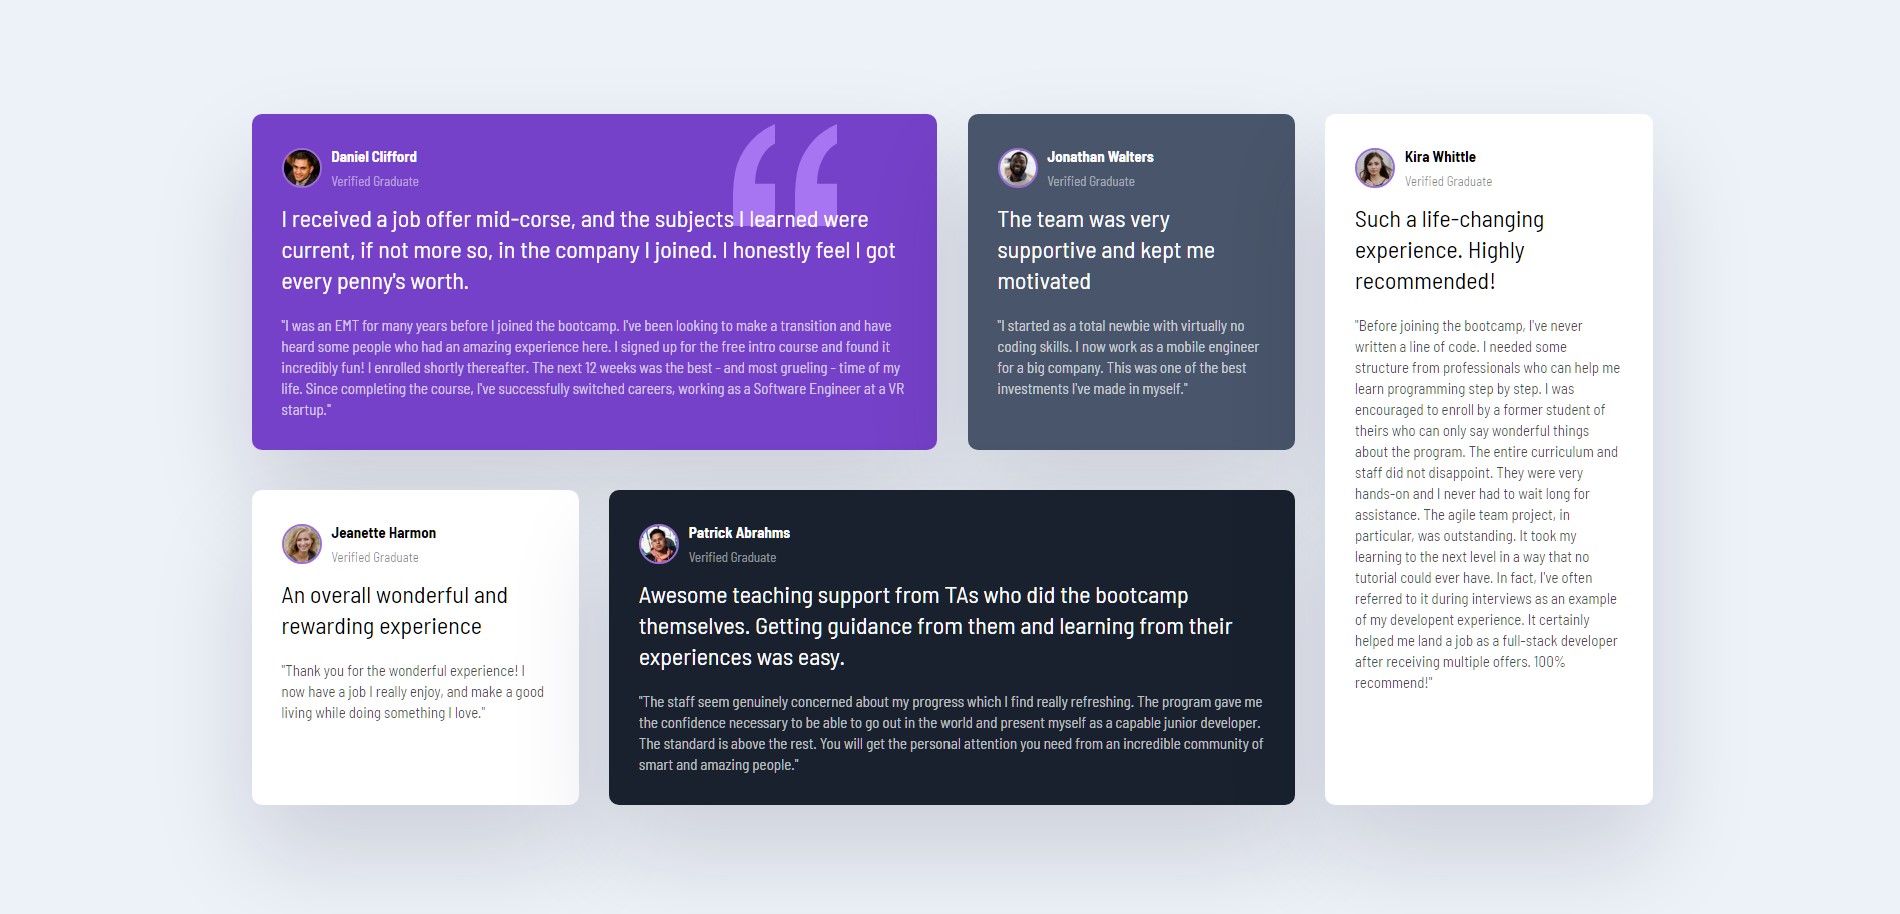 Daniel Clifford
Verified Graduate
I received a job offer mid-corse, and the subjects I learned were
current, if not more so, in the company I joined. I honestly feel I got
every penny's worth.
"I was an EMT for many years before I joined the bootcamp. I've been looking to make a transition and have
heard some people who had an amazing experience here. I signed up for the free intro course and found it
incredibly fun! I enrolled shortly thereafter. The next 12 weeks was the best - and most grueling - time of my
life. Since completing the course, I've successfully switched careers, working as a Software Engineer at a VR
startup."
Jonathan Walters
Verified Graduate
The team was very
supportive and kept me
motivated
"I started as a total newbie with virtually no
coding skills. I now work as a mobile engineer
for a big company. This was one of the best
investments I've made in myself."
Kira Whittle
Verified Graduate
Such a life-changing
experience. Highly
recommended!
"Before joining the bootcamp, I've never
written a line of code. I needed some
structure from professionals who can help me
learn programming step by step. I was
encouraged to enroll by a former student of
theirs who can only say wonderful things
about the program. The entire curriculum and
staff did not disappoint. They were very
hands-on and I never had to wait long for
assistance. The agile team project, in
particular, was outstanding. It took my
learning to the next level in a way that no
tutorial could ever have. In fact, I've often
referred to it during interviews as an example
of my developent experience. It certainly
helped me land a job as a full-stack developer
after receiving multiple offers. 100%
recommend!"
Jeanette Harmon
Verified Graduate
An overall wonderful and
rewarding experience
"Thank you for the wonderful experience! I
now have a job I really enjoy, and make a good
living while doing something I love."
Patrick Abrahms
Verified Graduate
Awesome teaching support from TAs who did the bootcamp
themselves. Getting guidance from them and learning from their
experiences was easy.
"The staff seem genuinely concerned about my progress which I find really refreshing. The program gave me
the confidence necessary to be able to go out in the world and present myself as a capable junior developer.
The standard is above the rest. You will get the personal attention you need from an incredible community of
smart and amazing people."